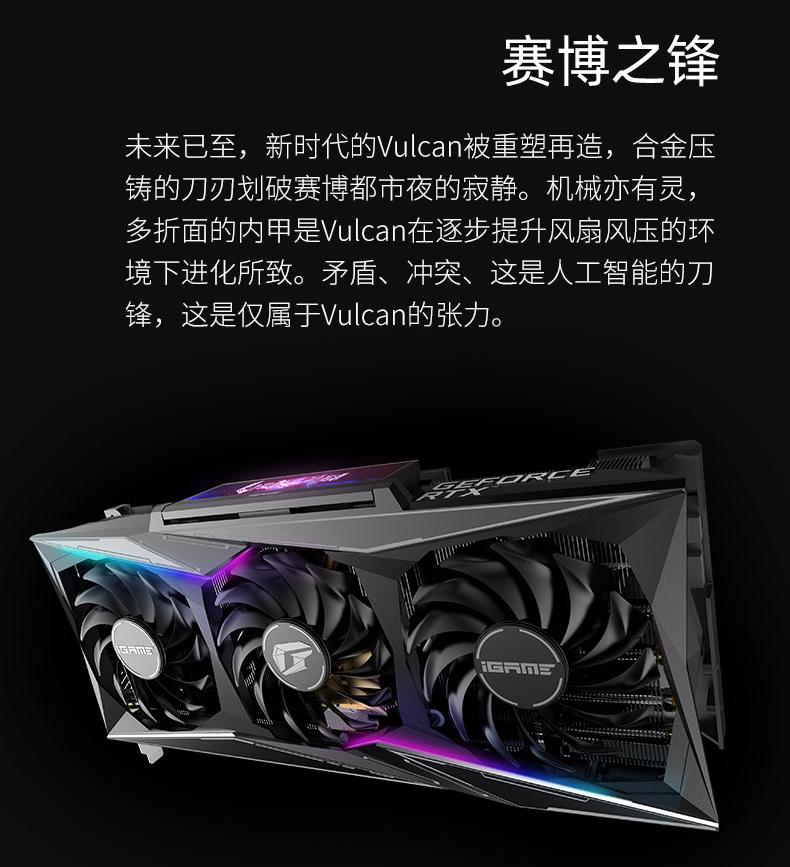 赛博之锋
未来已至，新时代的Vulcan被重塑再造，合金压
铸的刀刃划破赛博都市夜的寂静。机械亦有灵，
多折面的内甲是Vulcan在逐步提升风扇风压的环
境下进化所致。矛盾、冲突、这是人工智能的刀
锋，这是仅属于Vulcan的张力。
GEFORCE
RTX
iGAME
iGAME